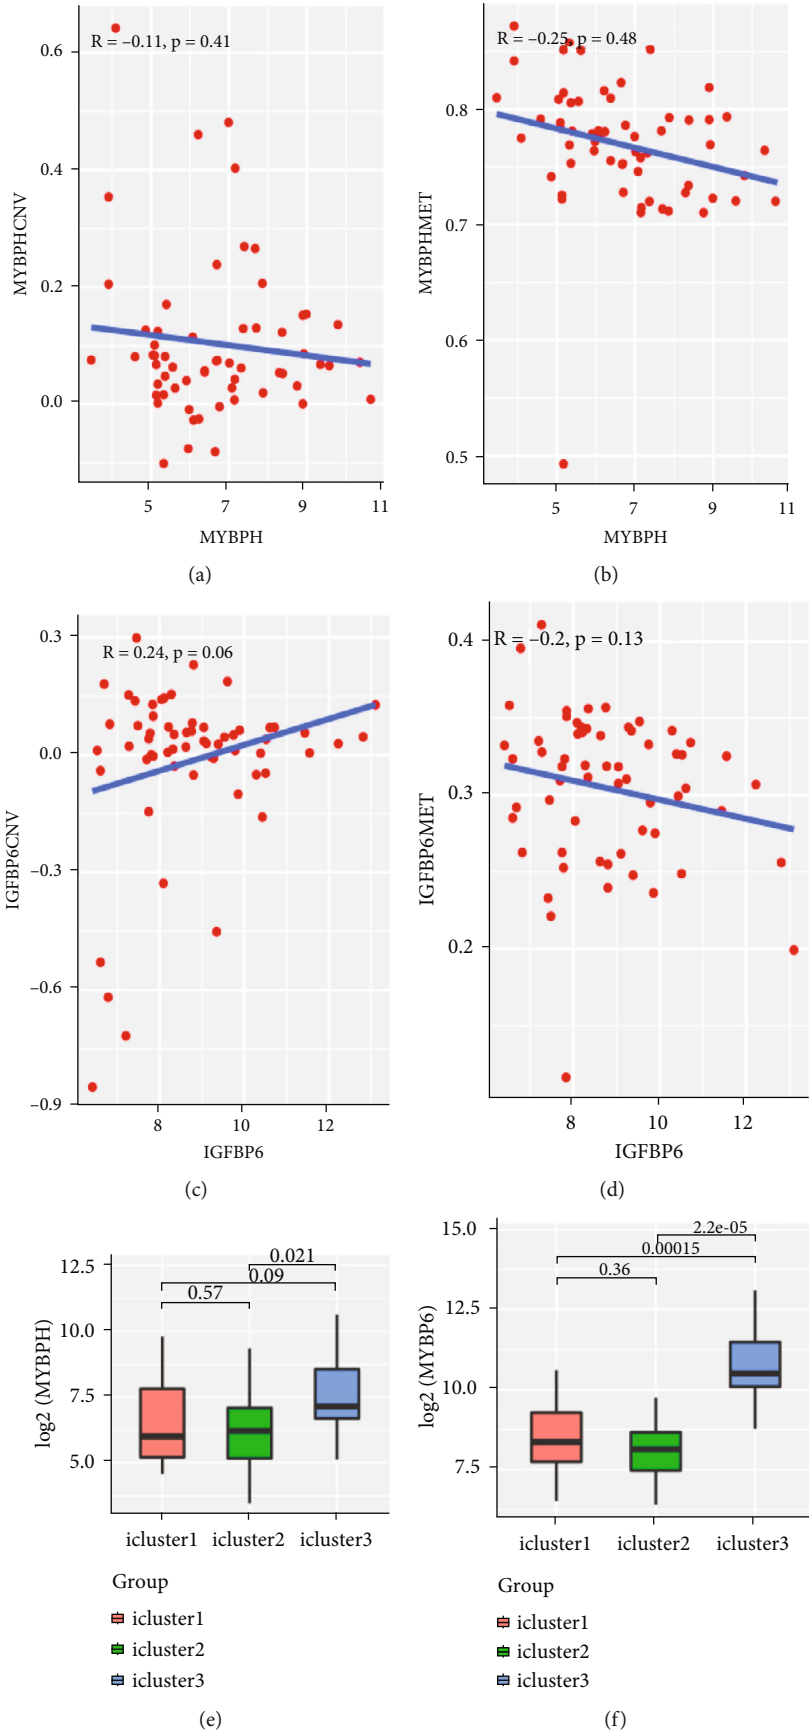 R = –0.11, p = 0.41
0.6
0.4
0.2
0.0
MYBPHCNV
5 7 9 11
MYBPH
(a)
R = –0.25, p = 0.48
0.8
0.7
0.6
0.5
MYBPHMET
5 7 9 11
MYBPH
(b)
R = 0.24, p = 0.06
0.3
0.0
–0.3
–0.6
–0.9
IGFBP6CNV
8 10 12
IGFBP6
(c)
R = –0.2, p = 0.13
0.4
0.3
0.2
IGFBP6MET
8 10 12
IGFBP6
(d)
0.021
0.09
0.57
12.5
10.0
7.5
5.0
log2 (MYBPH)
icluster1 icluster2 icluster3
Group
icluster1
icluster2
icluster3
(e)
2.2e-05
0.00015
0.36
15.0
12.5
10.0
7.5
log2 (MYBP6)
icluster1 icluster2 icluster3
Group
icluster1
icluster2
icluster3
(f)